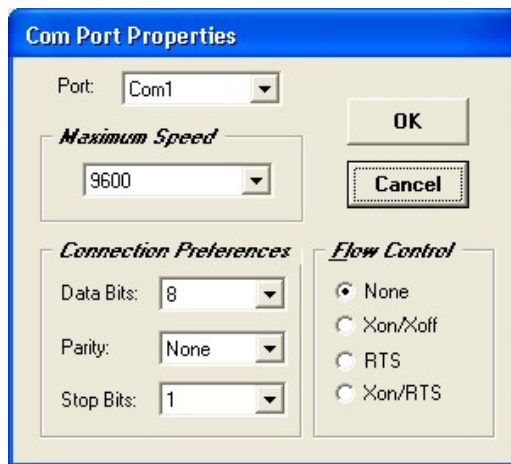 Com Port Properties
Port: Com1
OK
Maximum Speed
9600
Cancel
Connection Preferences
Data Bits: 8
Parity: None
Stop Bits: 1
Flow Control
None
Xon/Xoff
RTS
Xon/RTS